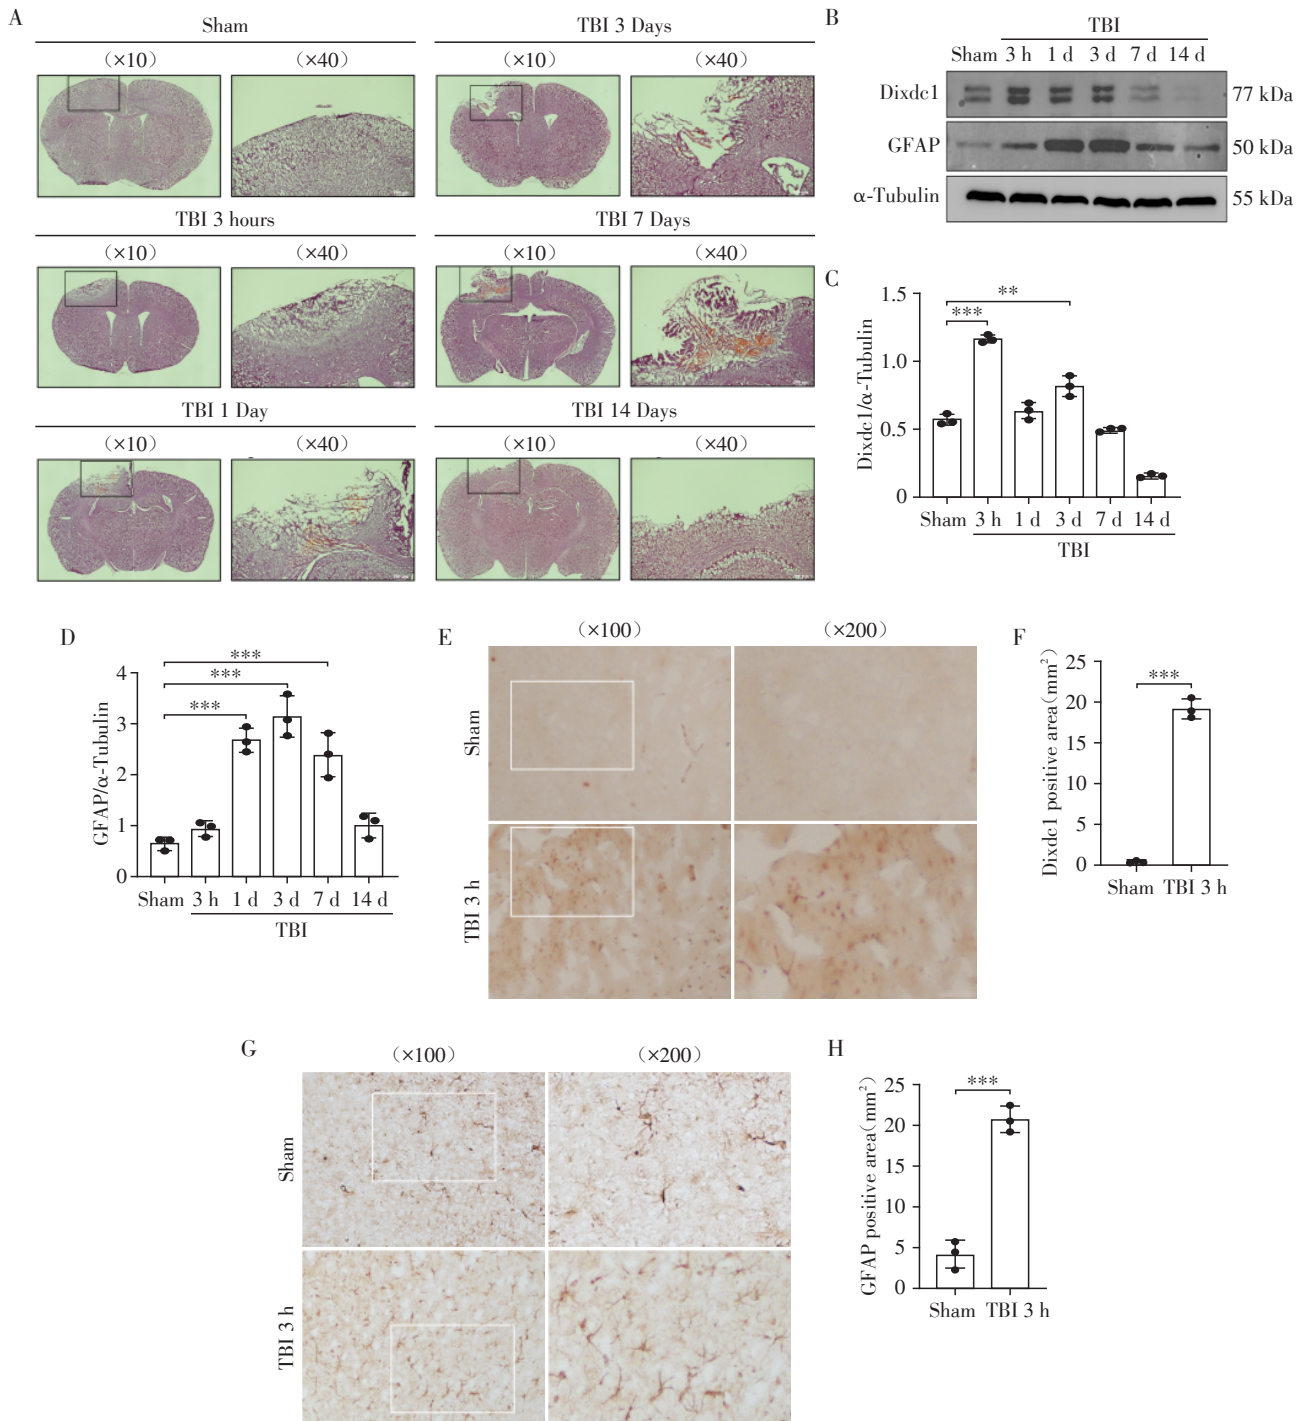 A
Sham
TBI 3 Days
(×10)
(×40)
(×10)
(×40)
TBI 3 hours
TBI 7 Days
(×10)
(×40)
(×10)
(×40)
TBI 1 Day
TBI 14 Days
(×10)
(×40)
(×10)
(×40)
B
TBI
Sham 3 h 1 d 3 d 7 d 14 d
Dixdc1
77 kDa
GFAP
50 kDa
α-Tubulin
55 kDa
C
Dixdc1/α-Tubulin
1.5
1.0
0.5
0
***
**
Sham 3 h 1 d 3 d 7 d 14 d
TBI
D
GFAP/α-Tubulin
4
3
2
1
0
***
***
***
Sham 3 h 1 d 3 d 7 d 14 d
TBI
E
(×100)
(×200)
Sham
TBI 3 h
F
Dixdc1 positive area(mm²)
25
20
15
10
5
0
***
Sham TBI 3 h
G
(×100)
(×200)
Sham
TBI 3 h
H
GFAP positive area(mm²)
25
20
15
10
5
0
***
Sham TBI 3 h